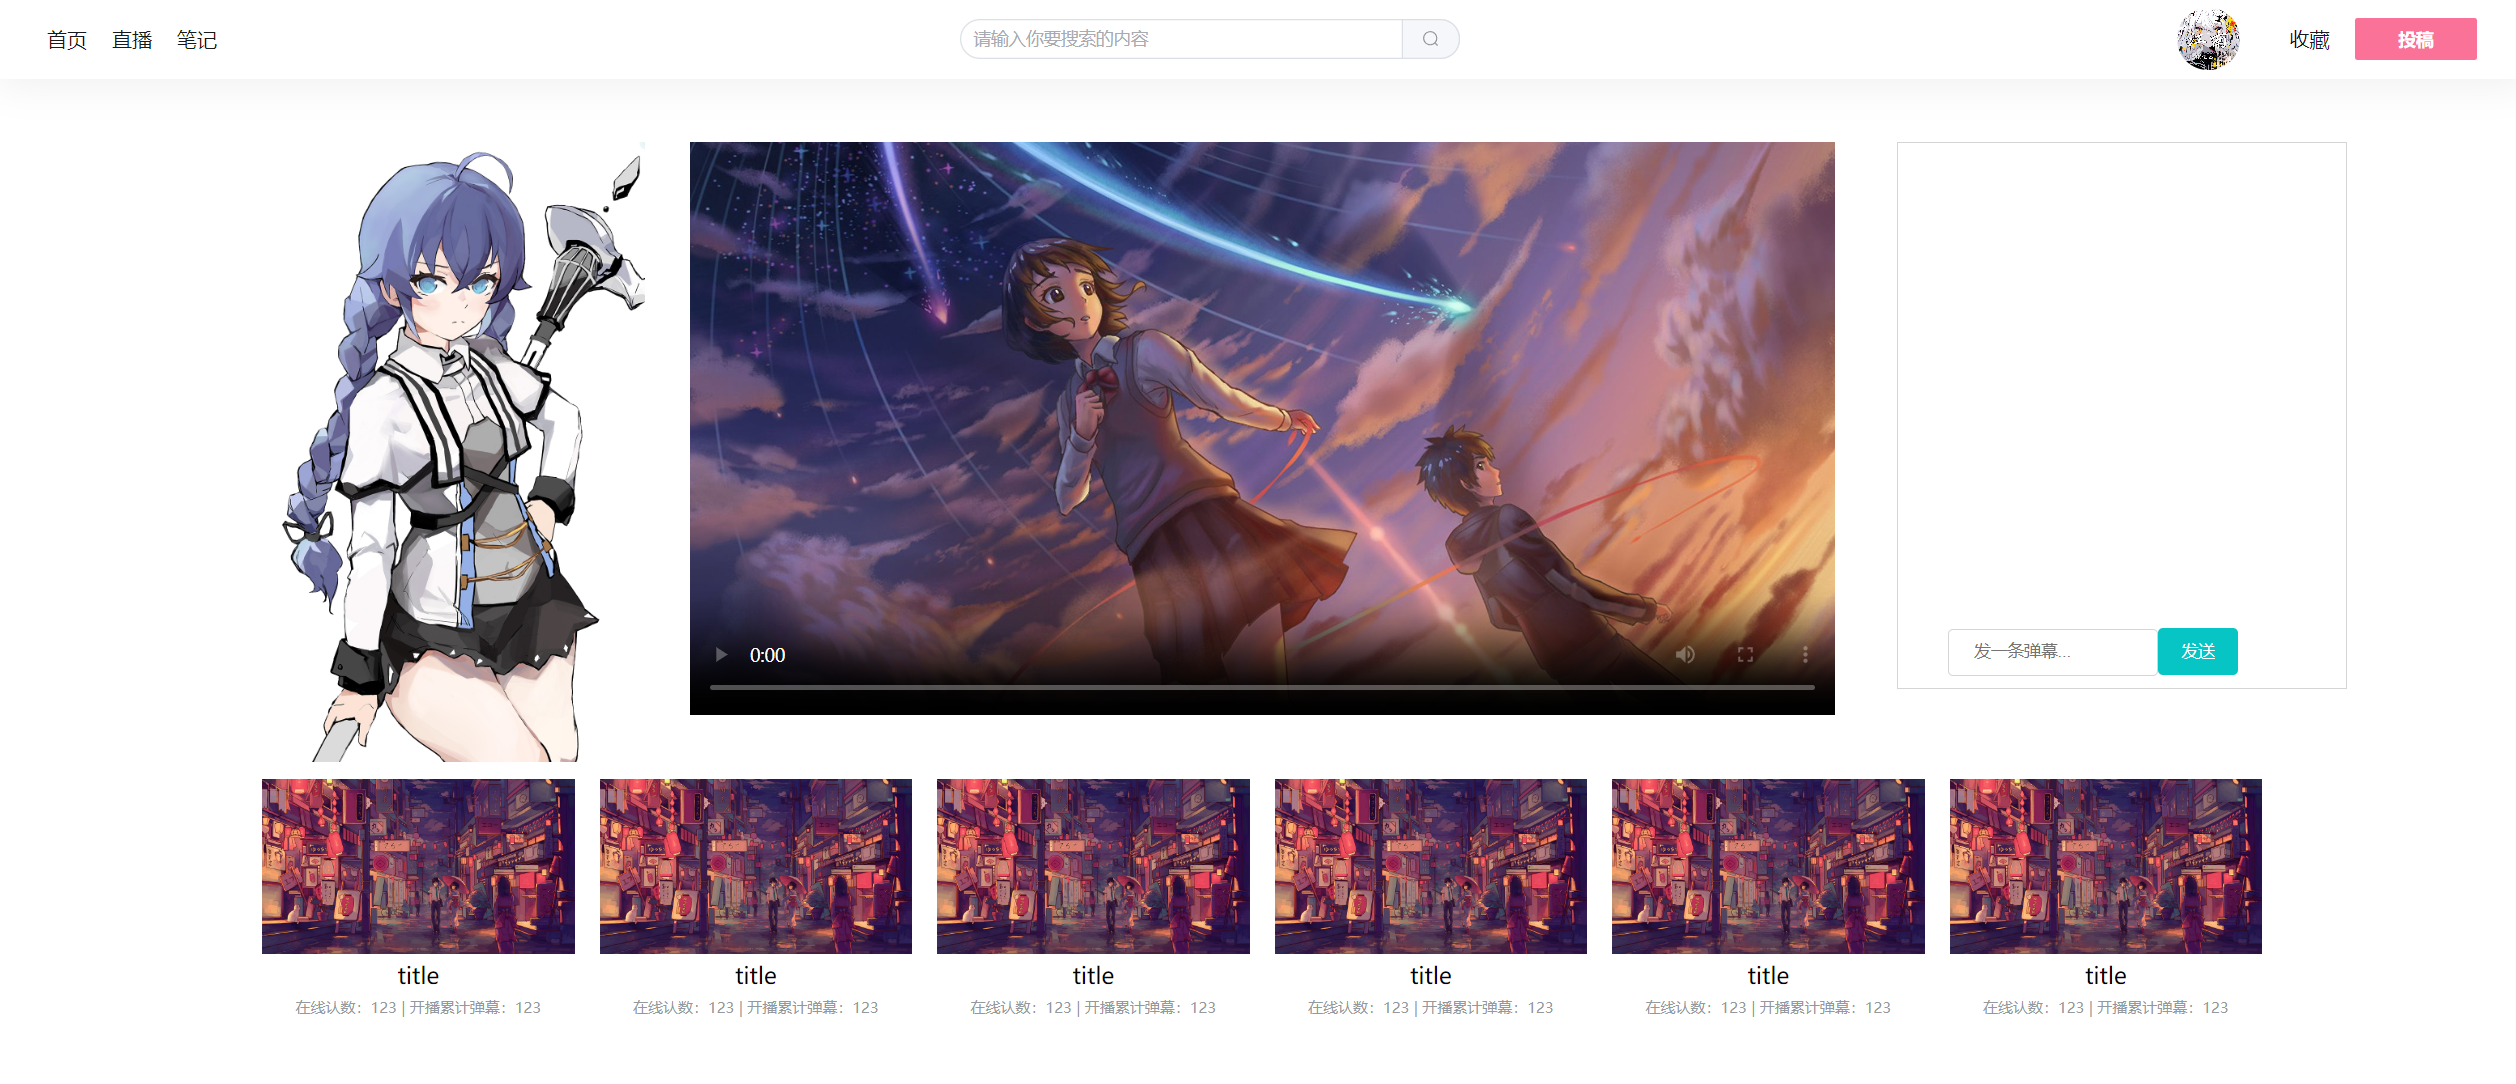 首页 直播 笔记 请输入你要搜索的内容 收藏 投稿
0:00
发一条弹幕... 发送
title title title title title title
在线认数：123 | 开播累计弹幕：123 在线认数：123 | 开播累计弹幕：123 在线认数：123 | 开播累计弹幕：123 在线认数：123 | 开播累计弹幕：123 在线认数：123 | 开播累计弹幕：123 在线认数：123 | 开播累计弹幕：123